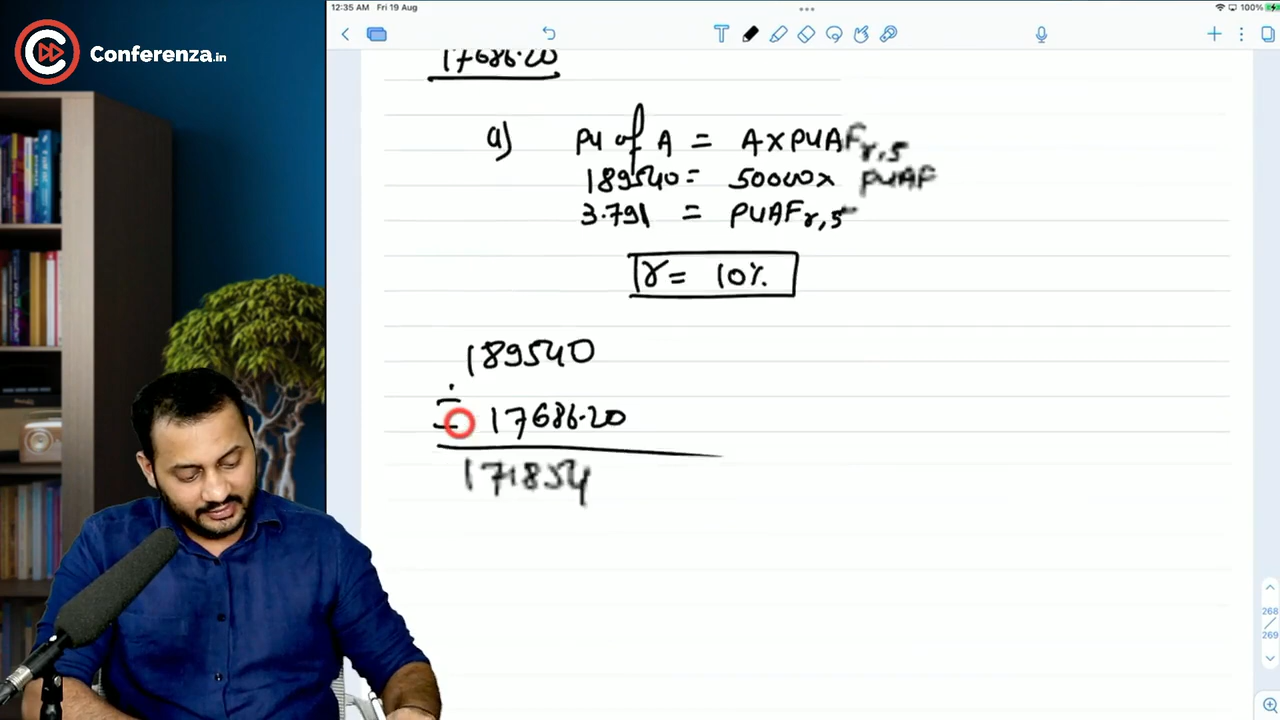 12:35 AM Fri 19 Aug
100%
Conferenza.in
17686.20
a) PV of A = A x PVAF r,5
189540 = 50000 x PVAF
3.791 = PVAF r,5
r = 10%
189540
÷
- 17686.20
171854
268
269